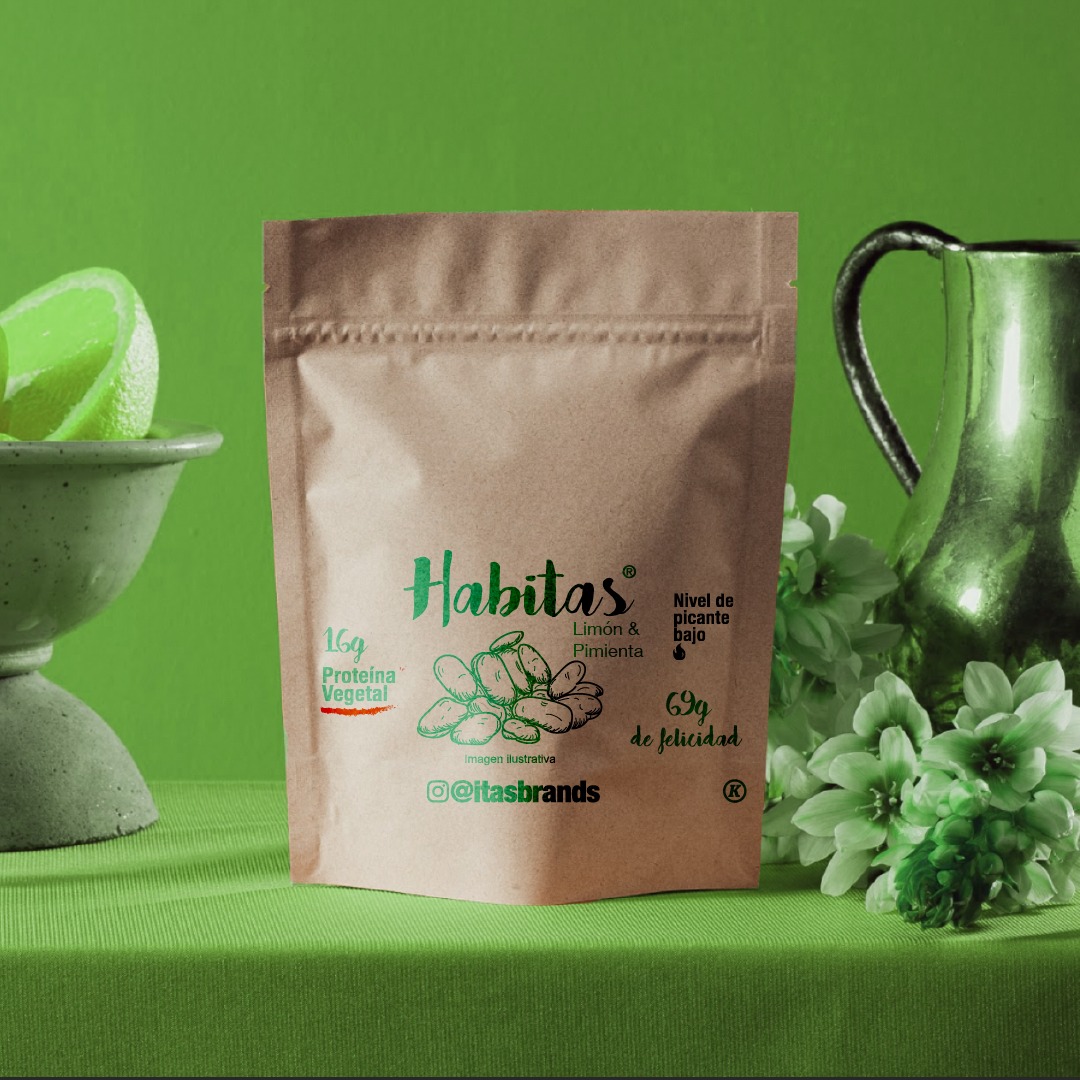 Habitas®
Limón &
Pimienta
Nivel de
picante
bajo
16g
Proteína
Vegetal
69g
de felicidad
Imagen ilustrativa
@itasbrands
K